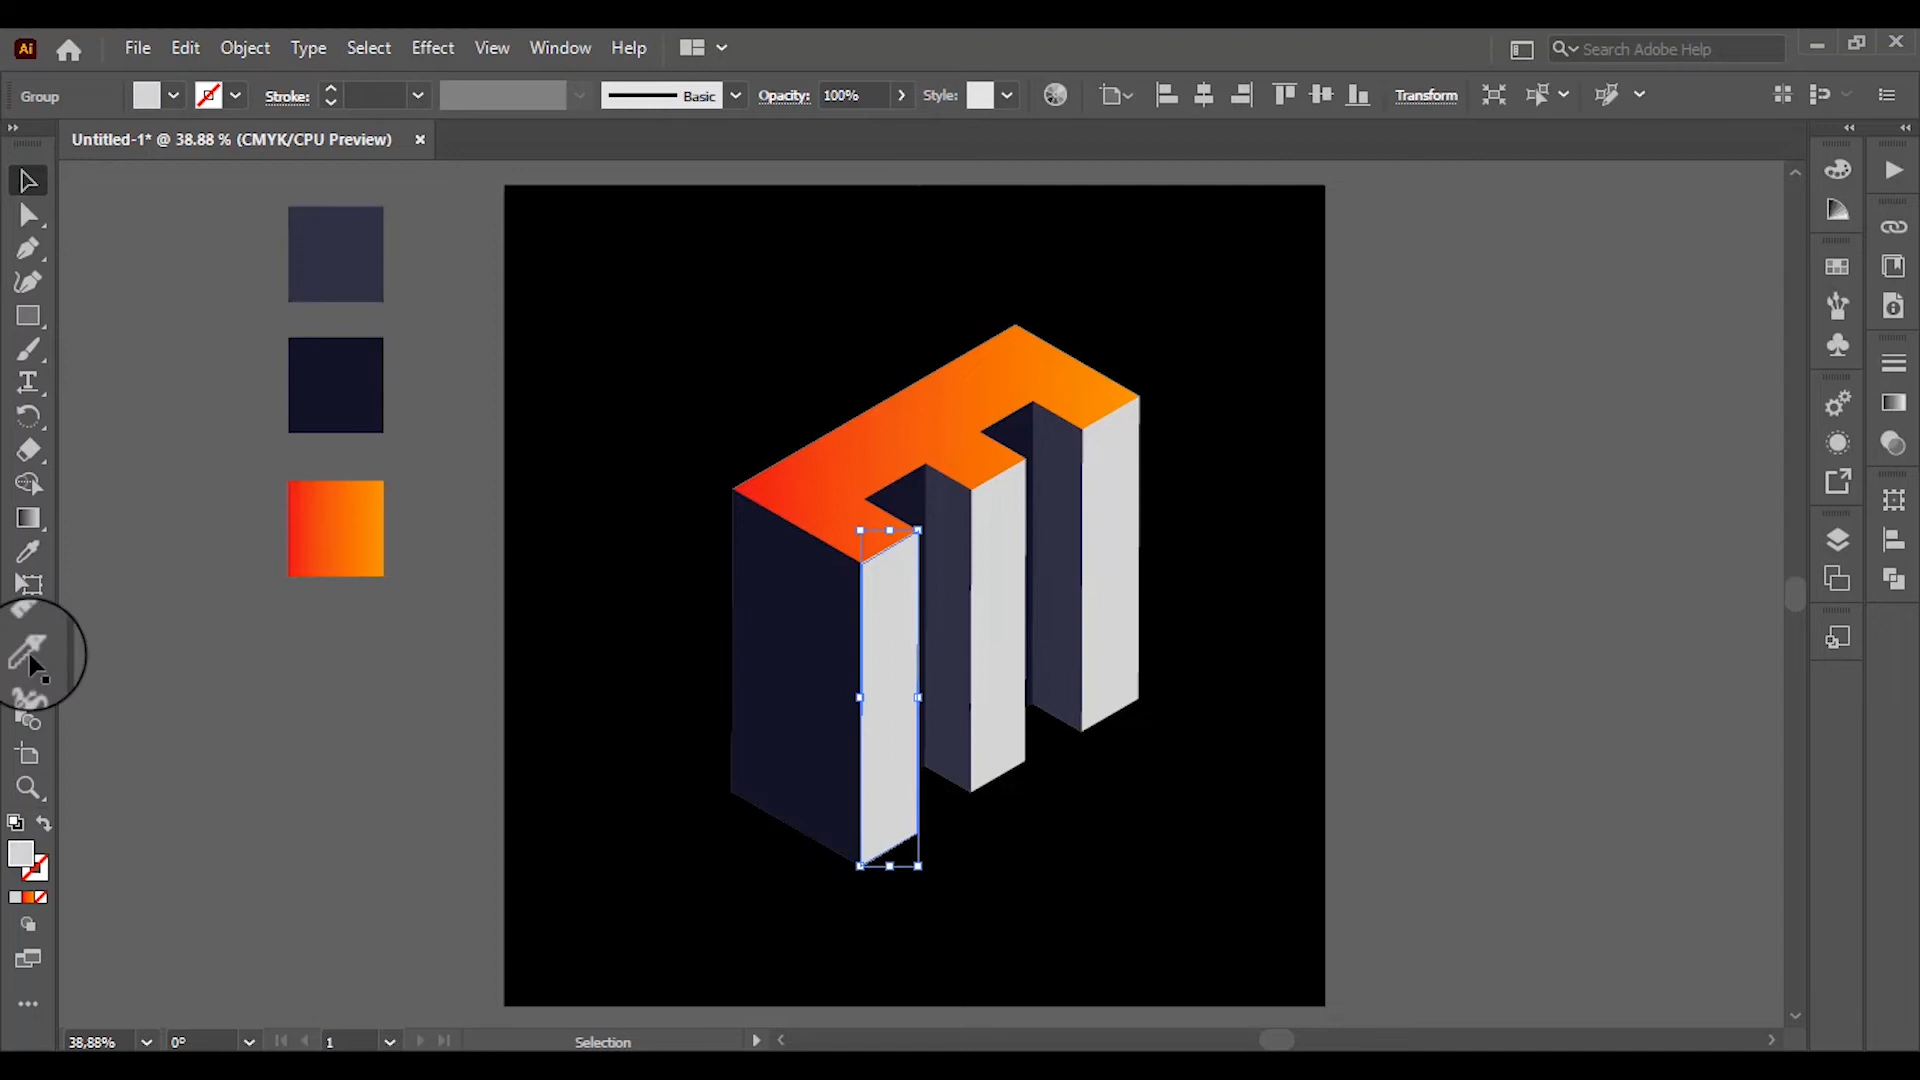 Ai File Edit Object Type Select Effect View Window Help Search Adobe Help
Group Stroke: Basic Opacity: 100% Style: Transform
Untitled-1* @ 38.88 % (CMYK/CPU Preview)
38,88% 0° 1 Selection